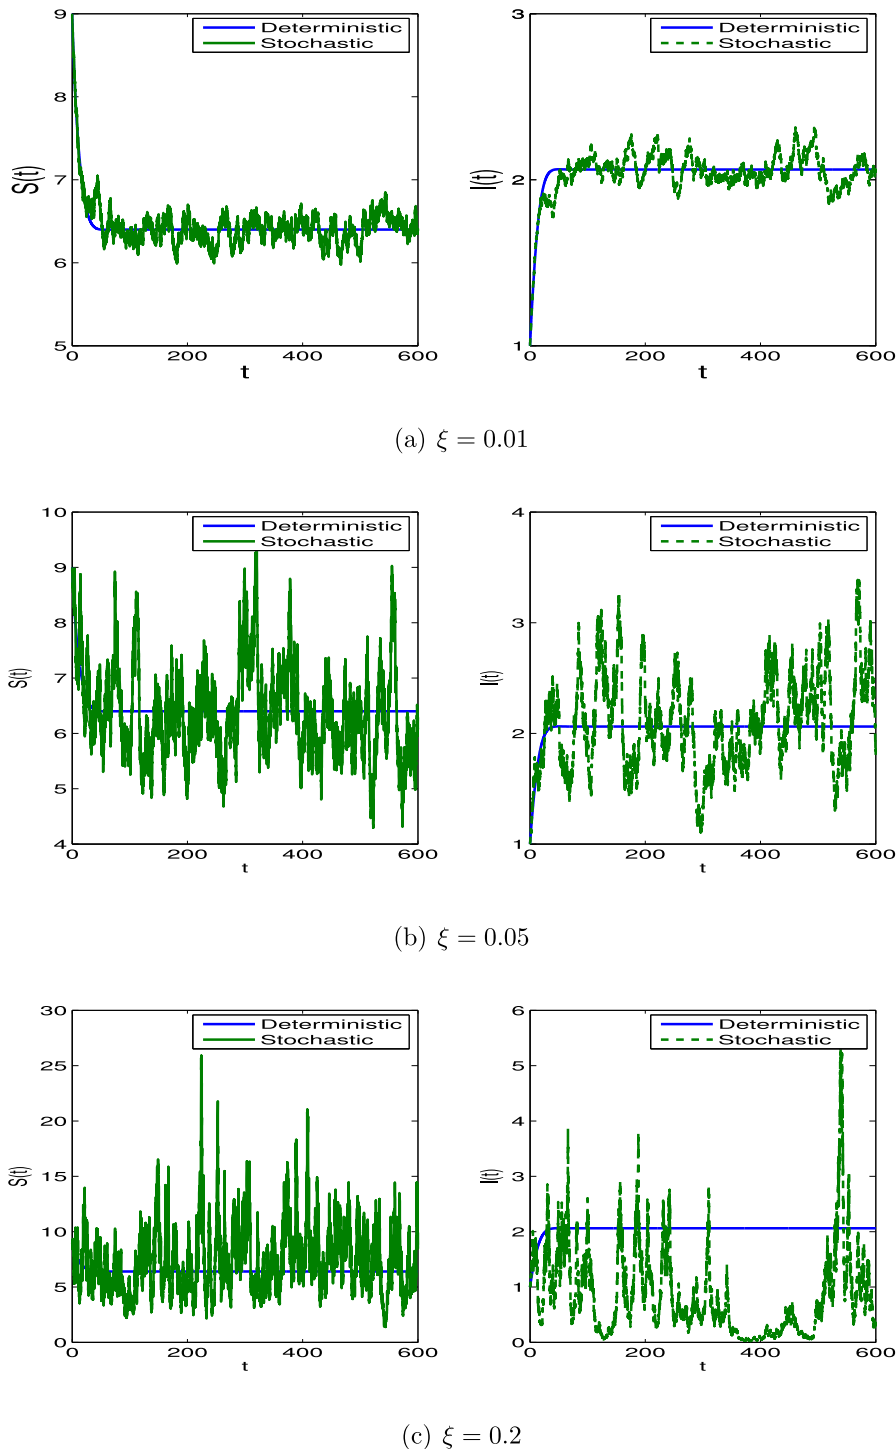 9
8
7
6
5
S(t)
Deterministic
Stochastic
0
200
400
600
t
3
2
1
I(t)
Deterministic
Stochastic
0
200
400
600
t
(a) ξ = 0.01
10
9
8
7
6
5
4
S(t)
Deterministic
Stochastic
0
200
400
600
t
4
3
2
1
I(t)
Deterministic
Stochastic
0
200
400
600
t
(b) ξ = 0.05
30
25
20
15
10
5
0
S(t)
Deterministic
Stochastic
0
200
400
600
t
6
5
4
3
2
1
0
I(t)
Deterministic
Stochastic
0
200
400
600
t
(c) ξ = 0.2